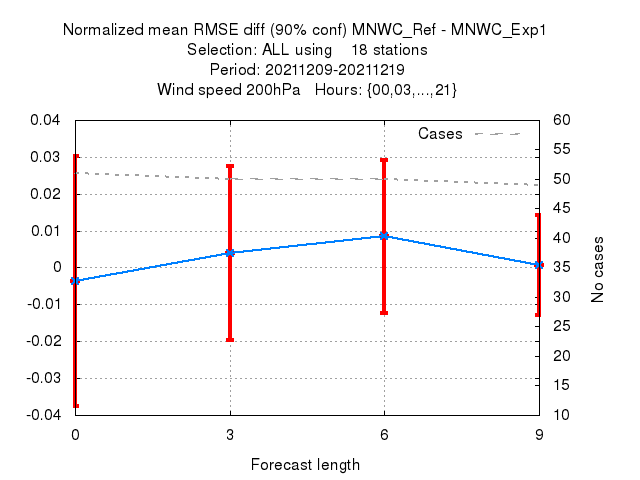 Normalized mean RMSE diff (90% conf) MNWC_Ref - MNWC_Exp1
Selection: ALL using 18 stations
Period: 20211209-20211219
Wind speed 200hPa Hours: {00,03,...,21}
0.04
0.03
0.02
0.01
0
-0.01
-0.02
-0.03
-0.04
Cases
60
55
50
45
40
35
30
25
20
15
10
No cases
0 3 6 9
Forecast length